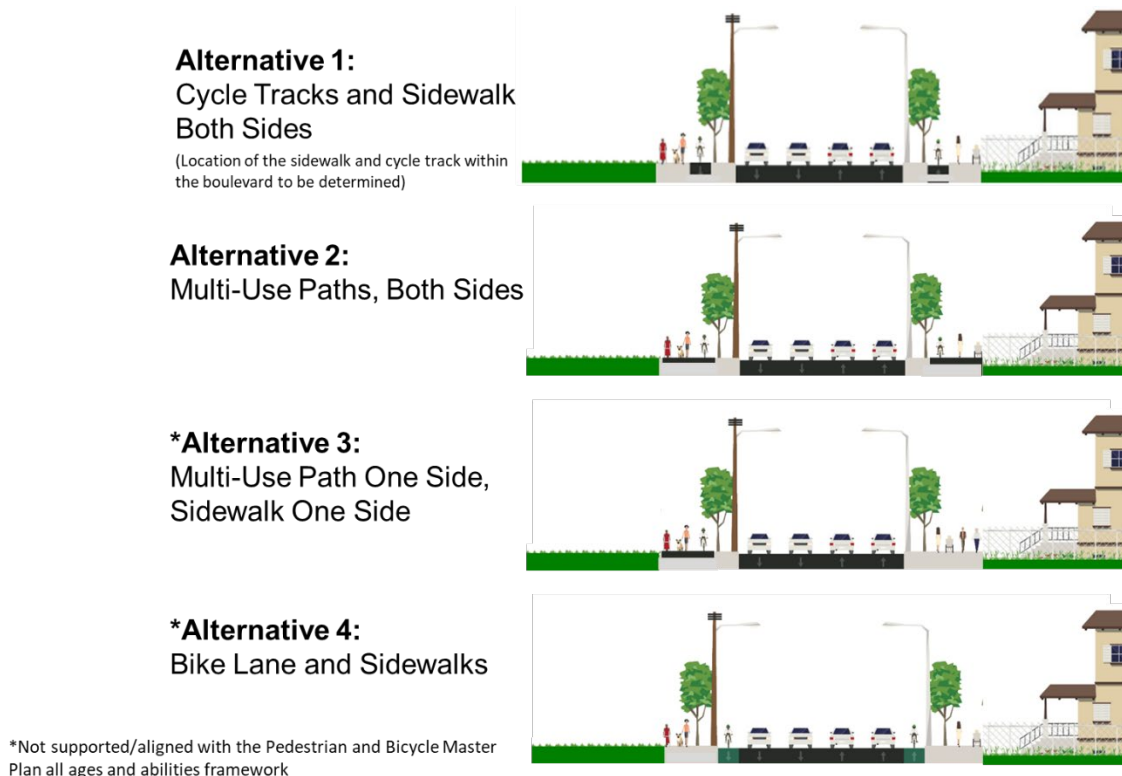 Alternative 1:
Cycle Tracks and Sidewalk
Both Sides
(Location of the sidewalk and cycle track within
the boulevard to be determined)
Alternative 2:
Multi-Use Paths, Both Sides
*Alternative 3:
Multi-Use Path One Side,
Sidewalk One Side
*Alternative 4:
Bike Lane and Sidewalks
*Not supported/aligned with the Pedestrian and Bicycle Master
Plan all ages and abilities framework